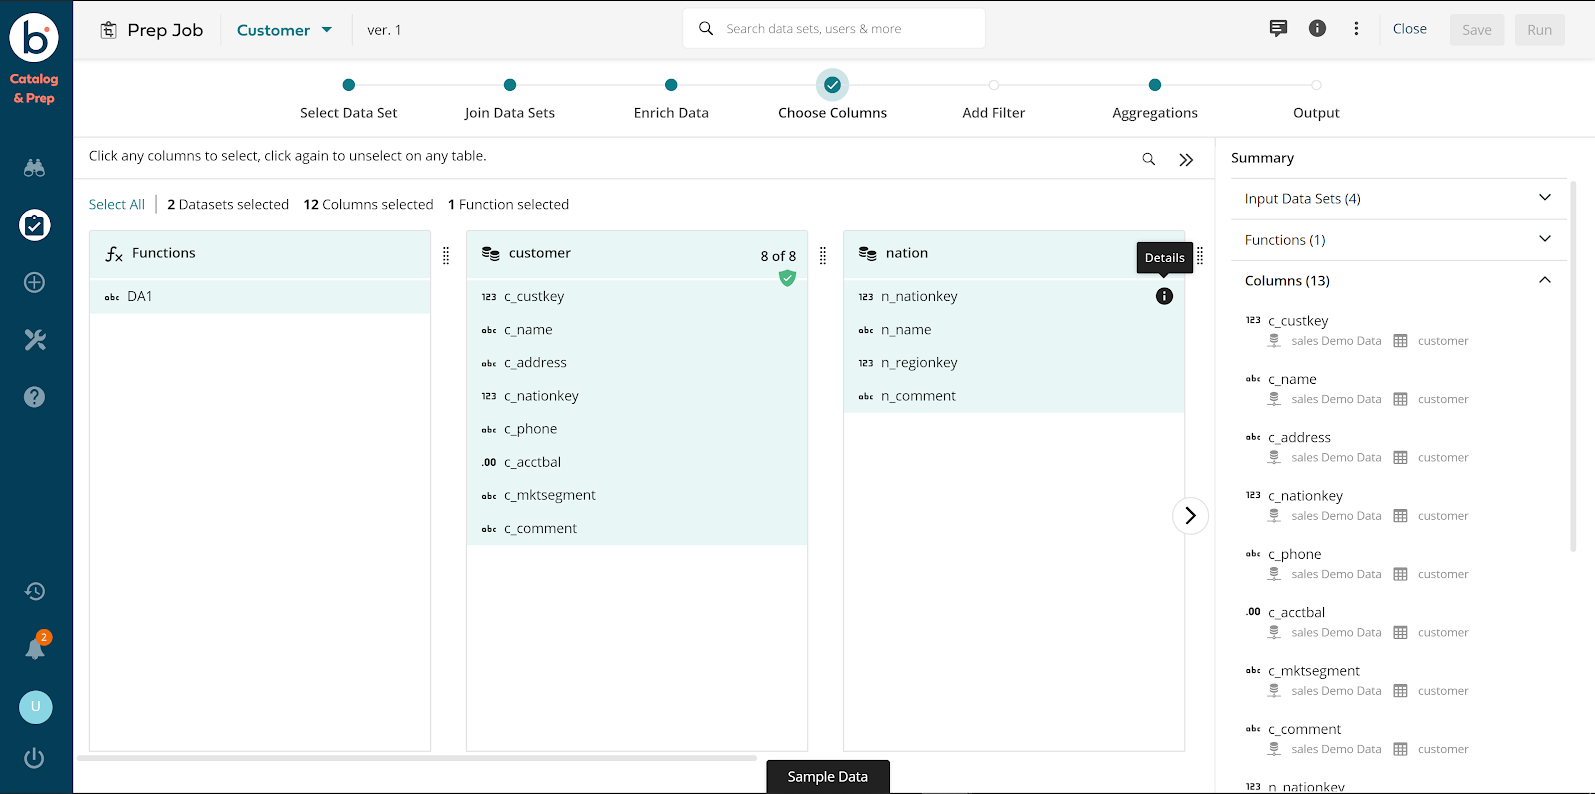 b
Catalog
& Prep
2
U
Prep Job
Customer
ver. 1
Search data sets, users & more
Close
Save
Run
Select Data Set
Join Data Sets
Enrich Data
Choose Columns
Add Filter
Aggregations
Output
Click any columns to select, click again to unselect on any table.
Select All
2 Datasets selected
12 Columns selected
1 Function selected
fx Functions
abc DA1
customer
8 of 8
123 c_custkey
abc c_name
abc c_address
123 c_nationkey
abc c_phone
.00 c_acctbal
abc c_mktsegment
abc c_comment
nation
Details
123 n_nationkey
abc n_name
123 n_regionkey
abc n_comment
Sample Data
Summary
Input Data Sets (4)
Functions (1)
Columns (13)
123 c_custkey
sales Demo Data customer
abc c_name
sales Demo Data customer
abc c_address
sales Demo Data customer
123 c_nationkey
sales Demo Data customer
abc c_phone
sales Demo Data customer
.00 c_acctbal
sales Demo Data customer
abc c_mktsegment
sales Demo Data customer
abc c_comment
sales Demo Data customer
123 n_nationkey